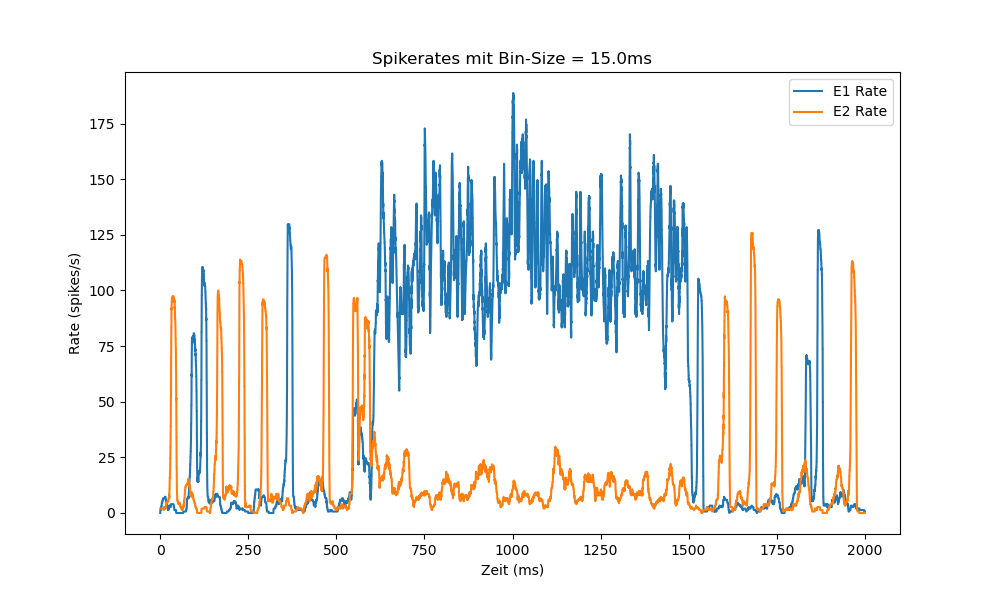 Spikerates mit Bin-Size = 15.0ms
E1 Rate
E2 Rate
175
150
125
100
75
50
25
0
Rate (spikes/s)
0 250 500 750 1000 1250 1500 1750 2000
Zeit (ms)